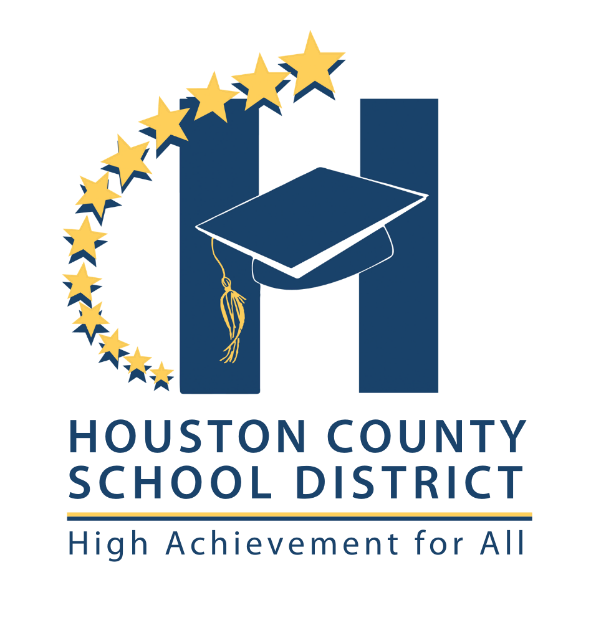 H
HOUSTON COUNTY
SCHOOL DISTRICT
High Achievement for All